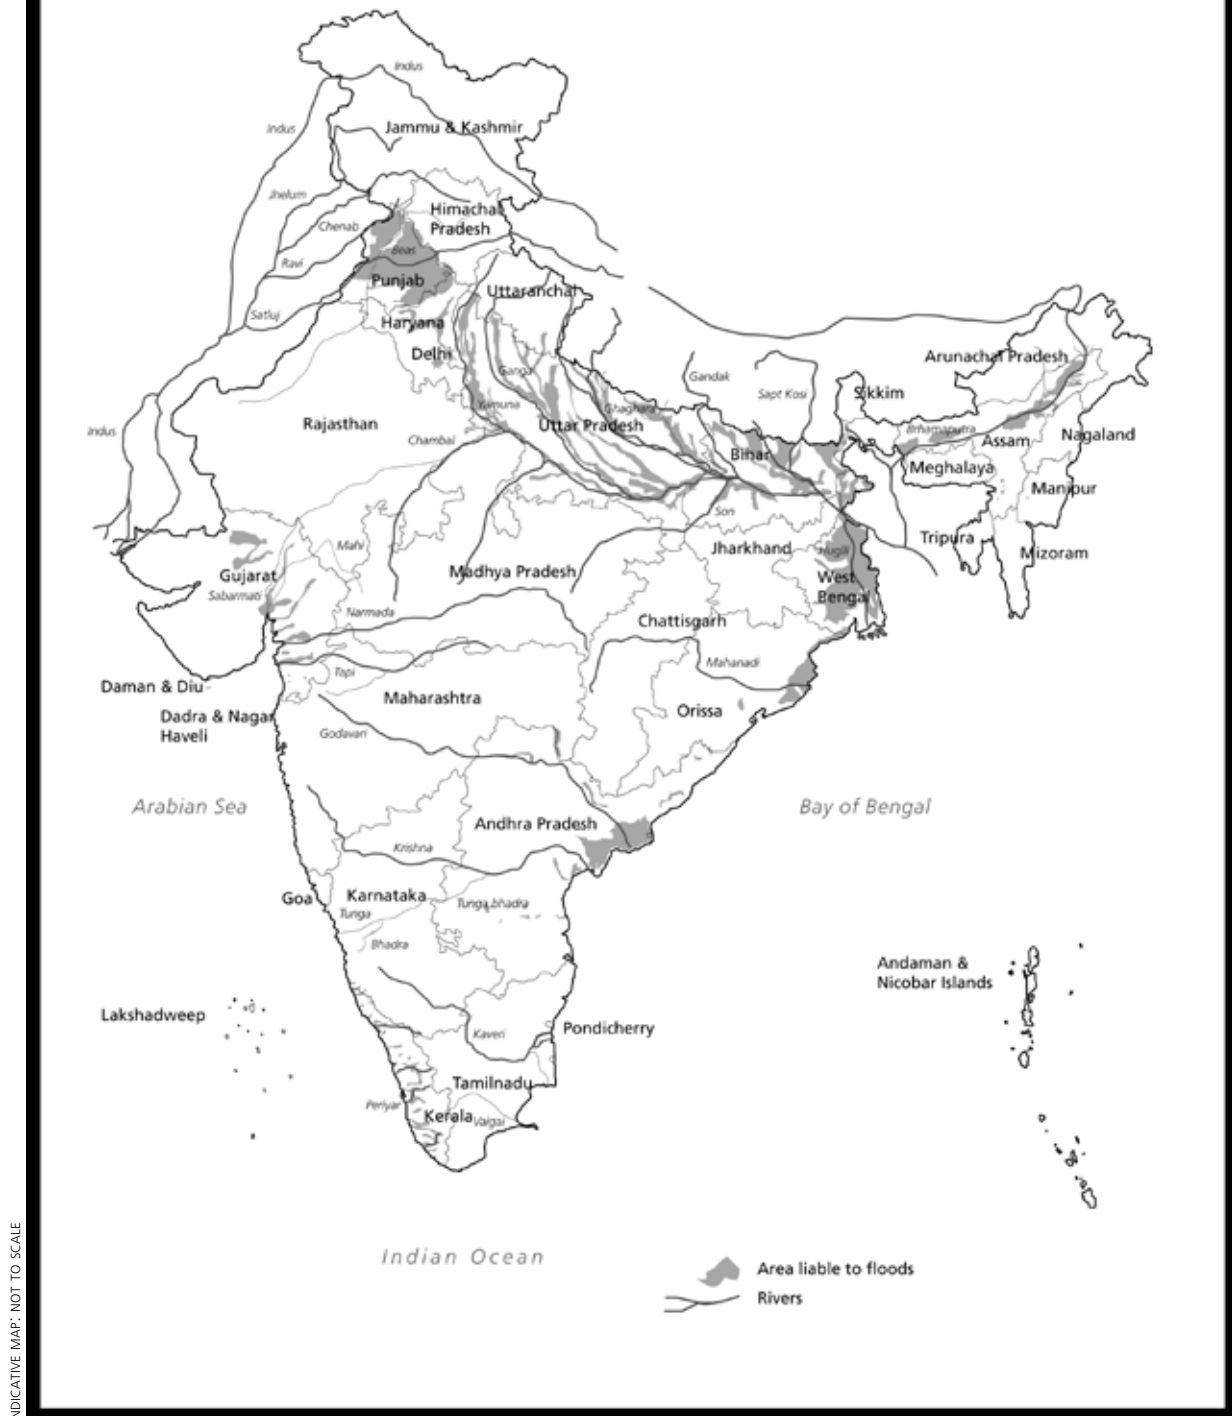 Indus
Indus
Jammu & Kashmir
Jhelum
Himachal
Pradesh
Chenab
Beas
Ravi
Punjab
Uttaranchal
Satluj
Haryana
Delhi
Arunachal Pradesh
Ganga
Gandak
Sapt Kosi
Sikkim
Yamuna
Ghaghara
Rajasthan
Uttar Pradesh
Brhamaputra
Indus
Chambal
Assam
Nagaland
Bihar
Meghalaya
Manipur
Son
Mahi
Jharkhand
Hugli
Tripura
Mizoram
Gujarat
Madhya Pradesh
West
Bengal
Sabarmati
Narmada
Chattisgarh
Mahanadi
Tapi
Daman & Diu
Maharashtra
Dadra & Nagar
Haveli
Orissa
Godavari
Arabian Sea
Bay of Bengal
Andhra Pradesh
Krishna
Goa
Karnataka
Tunga
Tunga bhadra
Bhadra
Andaman &
Nicobar Islands
Lakshadweep
Kaveri
Pondicherry
Tamilnadu
Periyar
Kerala
Vaigai
Indian Ocean
Area liable to floods
Rivers
NDICATIVE MAP: NOT TO SCALE